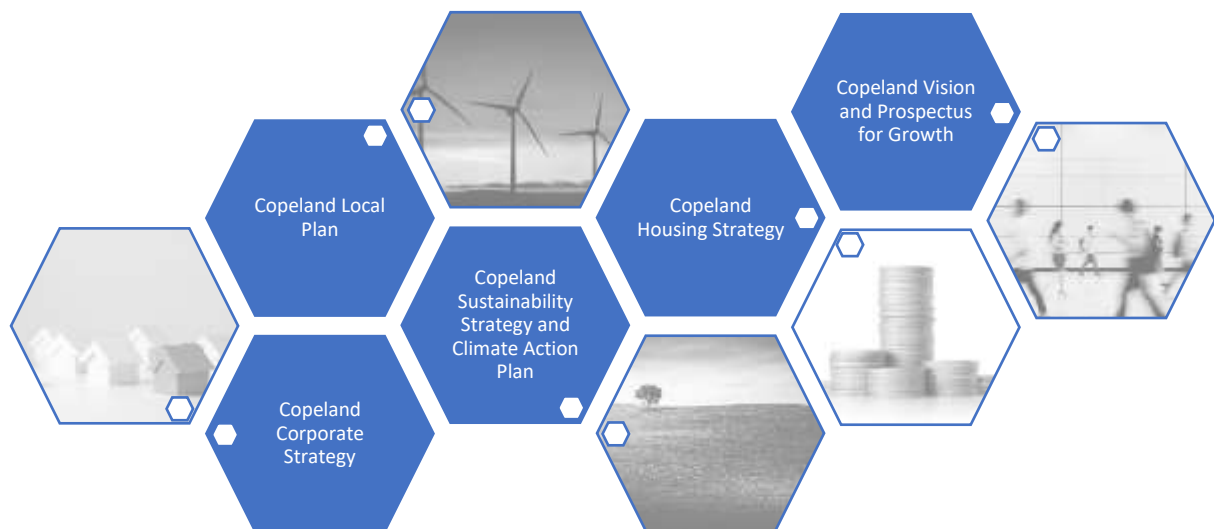 Copeland Vision
and Prospectus
for Growth
Copeland Local
Plan
Copeland
Housing Strategy
Copeland
Sustainability
Strategy and
Climate Action
Plan
Copeland
Corporate
Strategy